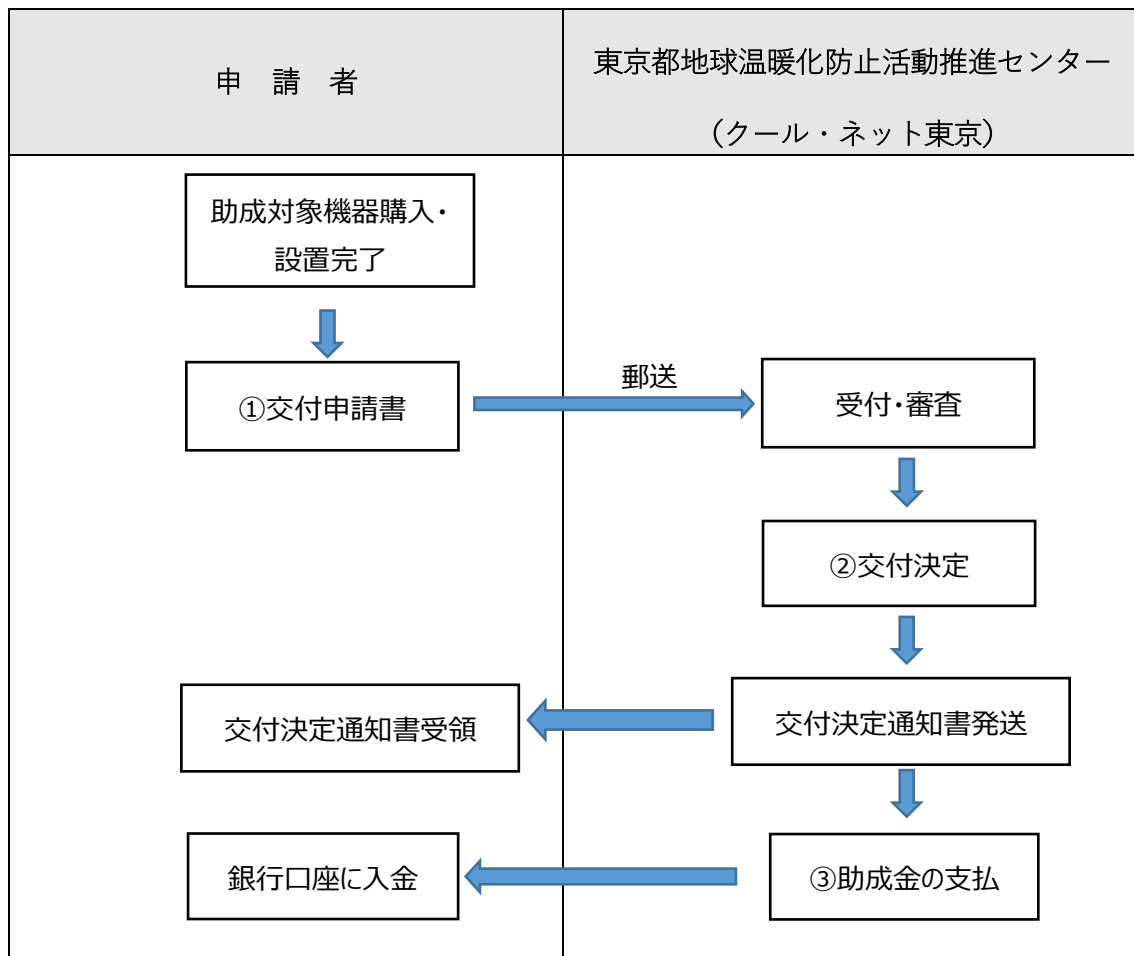 申　請　者
東京都地球温暖化防止活動推進センター
（クール・ネット東京）
助成対象機器購入・
設置完了
①交付申請書
郵送
受付・審査
②交付決定
交付決定通知書発送
交付決定通知書受領
③助成金の支払
銀行口座に入金